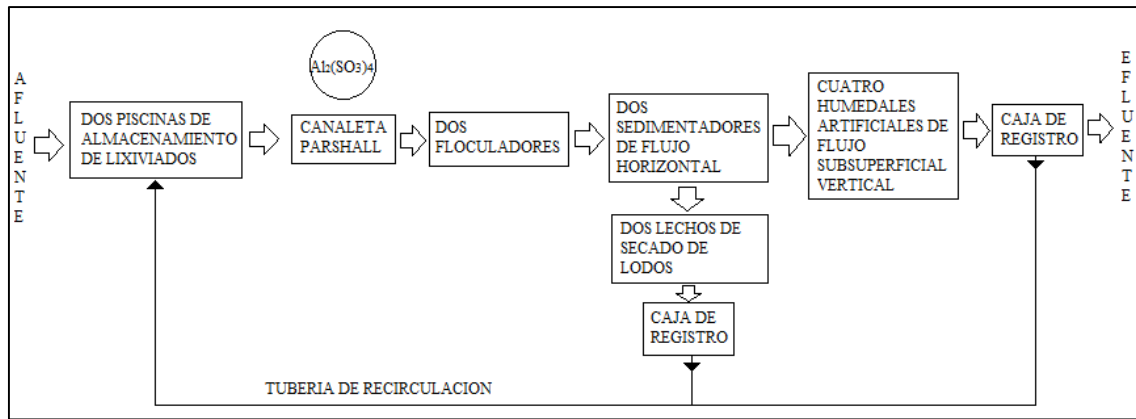 AFLUENTE
DOS PISCINAS DE
ALMACENAMIENTO
DE LIXIVIADOS
Al2(SO3)4
CANALETA
PARSHALL
DOS
FLOCULADORES
DOS
SEDIMENTADORES
DE FLUJO
HORIZONTAL
CUATRO
HUMEDALES
ARTIFICIALES DE
FLUJO
SUBSUPERFICIAL
VERTICAL
CAJA DE
REGISTRO
EFLUENTE
DOS LECHOS DE
SECADO DE
LODOS
CAJA DE
REGISTRO
TUBERIA DE RECIRCULACION